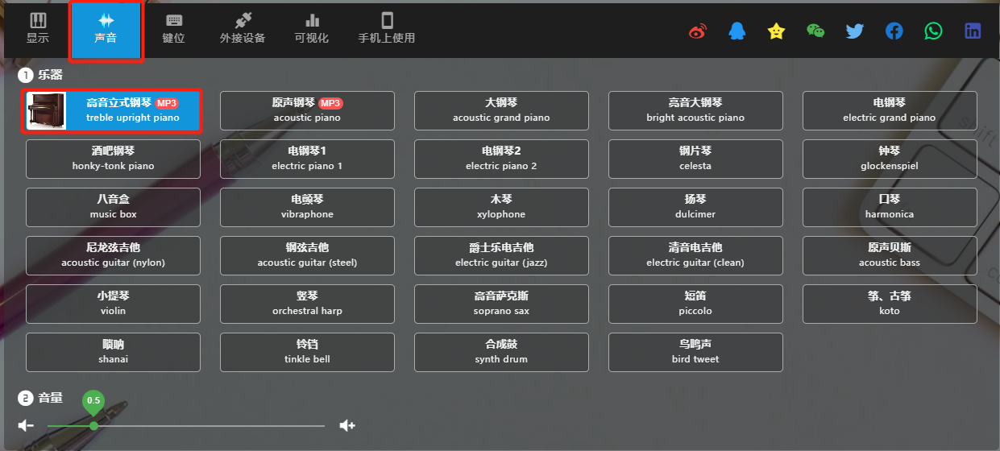 显示
声音
键位
外接设备
可视化
手机上使用
1 乐器
高音立式钢琴 MP3
treble upright piano
原声钢琴 MP3
acoustic piano
大钢琴
acoustic grand piano
亮音大钢琴
bright acoustic piano
电钢琴
electric grand piano
酒吧钢琴
honky-tonk piano
电钢琴1
electric piano 1
电钢琴2
electric piano 2
钢片琴
celesta
钟琴
glockenspiel
八音盒
music box
电颤琴
vibraphone
木琴
xylophone
扬琴
dulcimer
口琴
harmonica
尼龙弦吉他
acoustic guitar (nylon)
钢弦吉他
acoustic guitar (steel)
爵士乐电吉他
electric guitar (jazz)
清音电吉他
electric guitar (clean)
原声贝斯
acoustic bass
小提琴
violin
竖琴
orchestral harp
高音萨克斯
soprano sax
短笛
piccolo
筝、古筝
koto
唢呐
shanai
铃铛
tinkle bell
合成鼓
synth drum
鸟鸣声
bird tweet
2 音量
0.5
shift